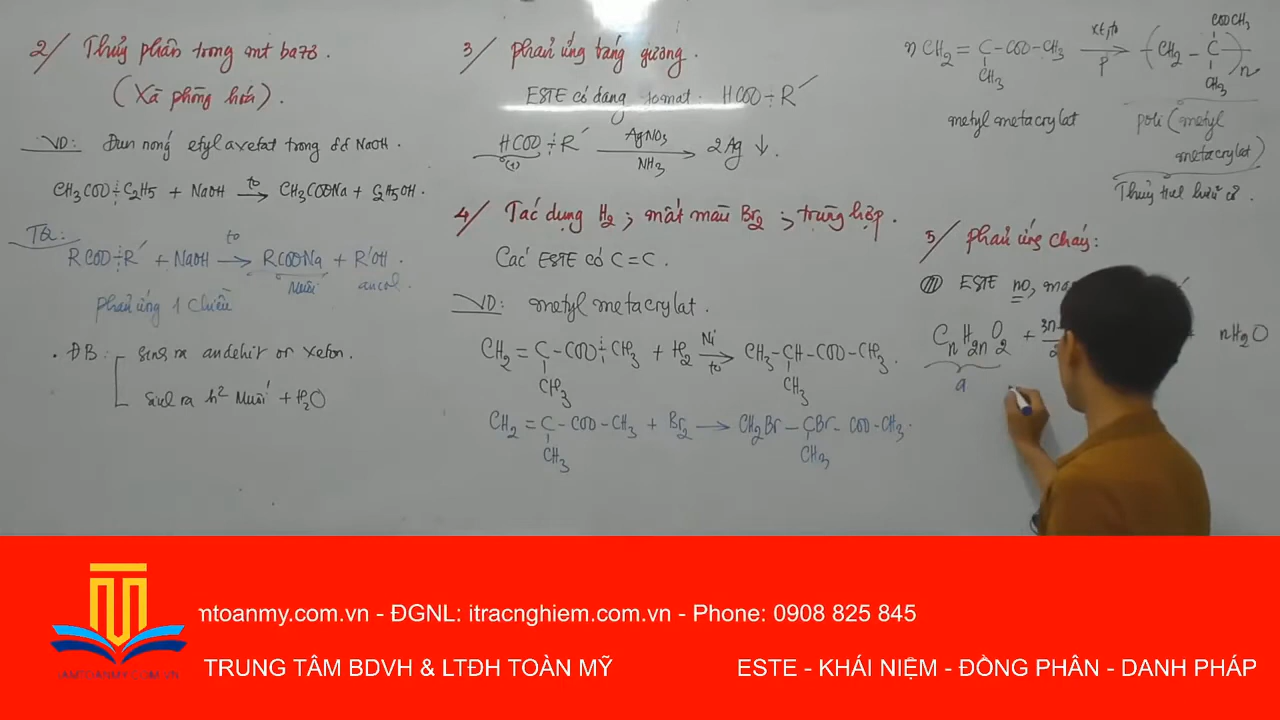 2/ Thủy phân trong mt bazơ.
(Xà phòng hóa).
VD: Đun nóng etyl axetat trong dd NaOH.
CH3COO-C2H5 + NaOH –to→ CH3COONa + C2H5OH.
TQ:
RCOO-R' + NaOH –to→ RCOONa + R'OH.
Muối ancol.
phản ứng 1 chiều
. ĐB: sinh ra andehit or xeton.
sinh ra h2 Muối + H2O
3/ phản ứng tráng gương.
ESTE có dạng fomat. HCOO-R'
HCOO-R' –AgNO3/NH3→ 2Ag ↓.
4/ Tác dụng H2; mất màu Br2; trùng hợp.
Các ESTE có C=C.
VD: metyl metacrylat.
CH2 = C - COO - CH3 + H2 –Ni/to→ CH3 - CH - COO - CH3.
CH3 CH3
CH2 = C - COO - CH3 + Br2 → CH2Br - CBr - COO - CH3.
CH3 CH3
COOCH3
n CH2 = C - COO - CH3 –xt, to/p→ (CH2 - C)n
CH3 CH3
metyl metacrylat poli (metyl
metacrylat)
Thủy tinh hữu cơ.
5/ phản ứng cháy:
ESTE no,
CnH2nO2 + nH2O
a
amtoanmy.com.vn - ĐGNL: itracnghiem.com.vn - Phone: 0908 825 845
TRUNG TÂM BDVH & LTĐH TOÀN MỸ ESTE - KHÁI NIỆM - ĐỒNG PHÂN - DANH PHÁP
IAMTOANMY.COM.VN